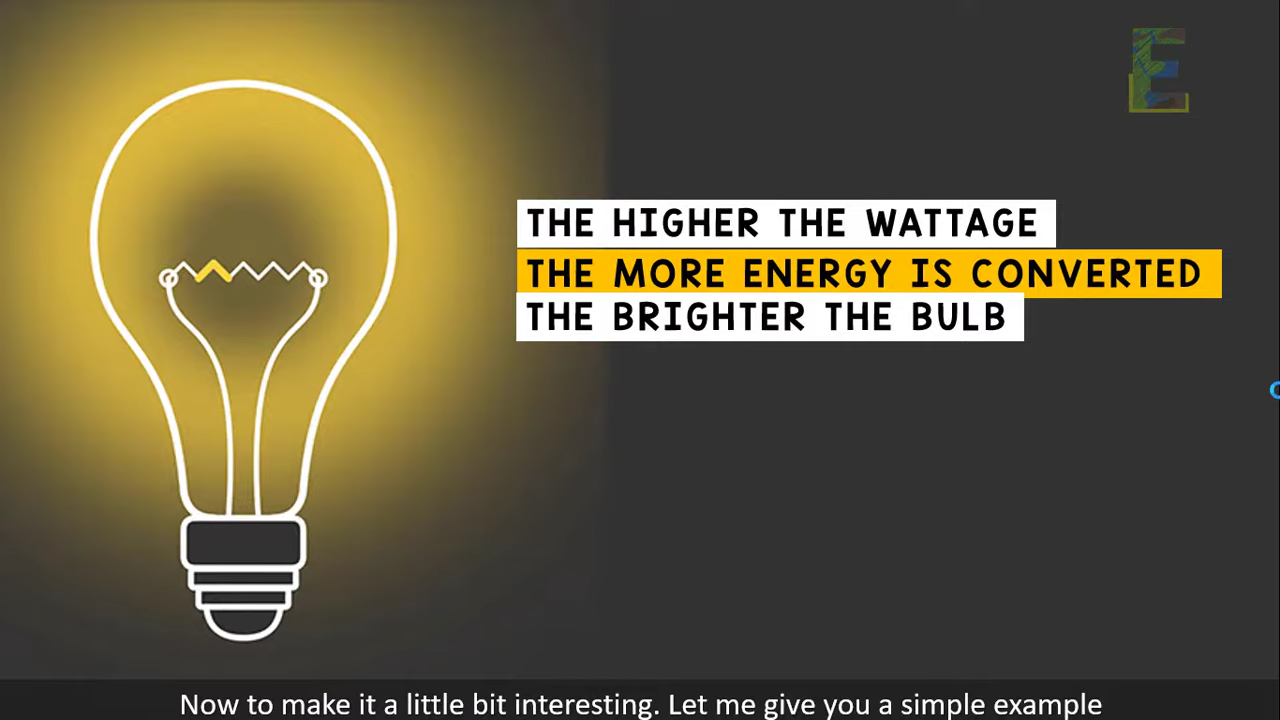 E
THE HIGHER THE WATTAGE
THE MORE ENERGY IS CONVERTED
THE BRIGHTER THE BULB
Now to make it a little bit interesting. Let me give you a simple example